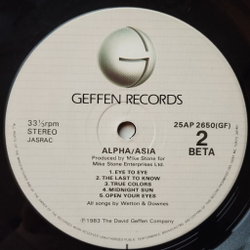 GEFFEN RECORDS
33⅓rpm
STEREO
JASRAC
25AP 2650(GF)
2
BETA
ALPHA/ASIA
Produced by Mike Stone for
Mike Stone Enterprises Ltd.
1. EYE TO EYE
2. THE LAST TO KNOW
3. TRUE COLORS
4. MIDNIGHT SUN
5. OPEN YOUR EYES
All songs by Wetton & Downes
℗1983 The David Geffen Company